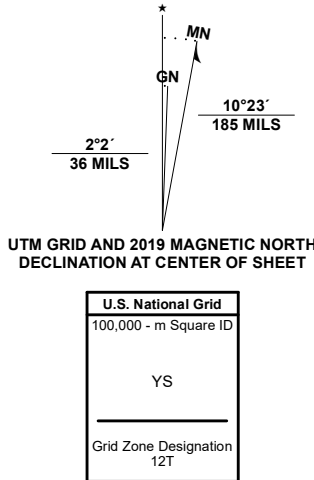 ★
MN
GN
10°23´
185 MILS
2°2´
36 MILS
UTM GRID AND 2019 MAGNETIC NORTH
DECLINATION AT CENTER OF SHEET
U.S. National Grid
100,000 - m Square ID
YS
Grid Zone Designation
12T